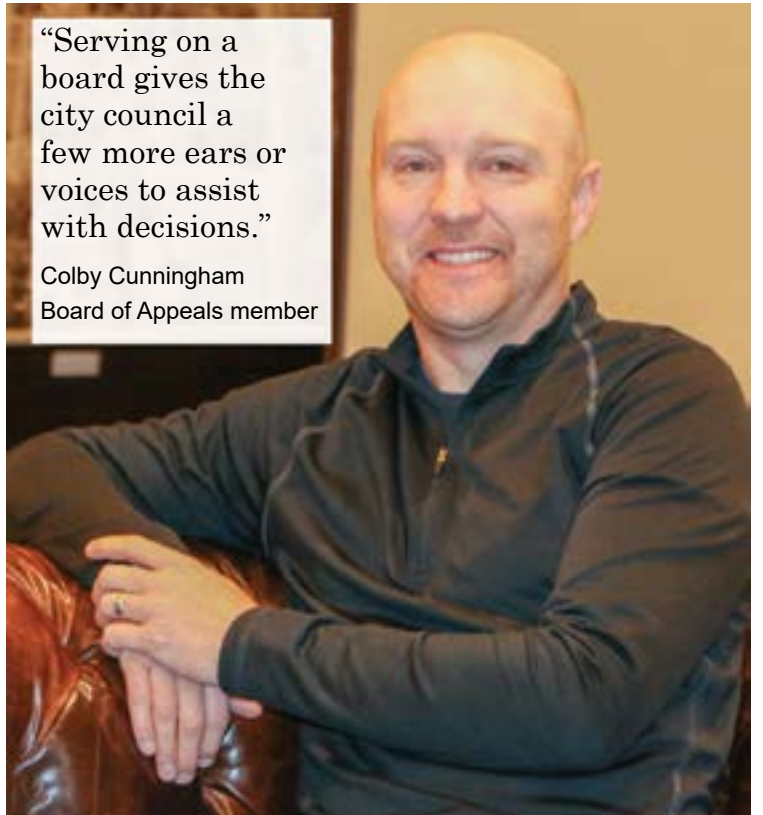 “Serving on a
board gives the
city council a
few more ears or
voices to assist
with decisions.”
Colby Cunningham
Board of Appeals member